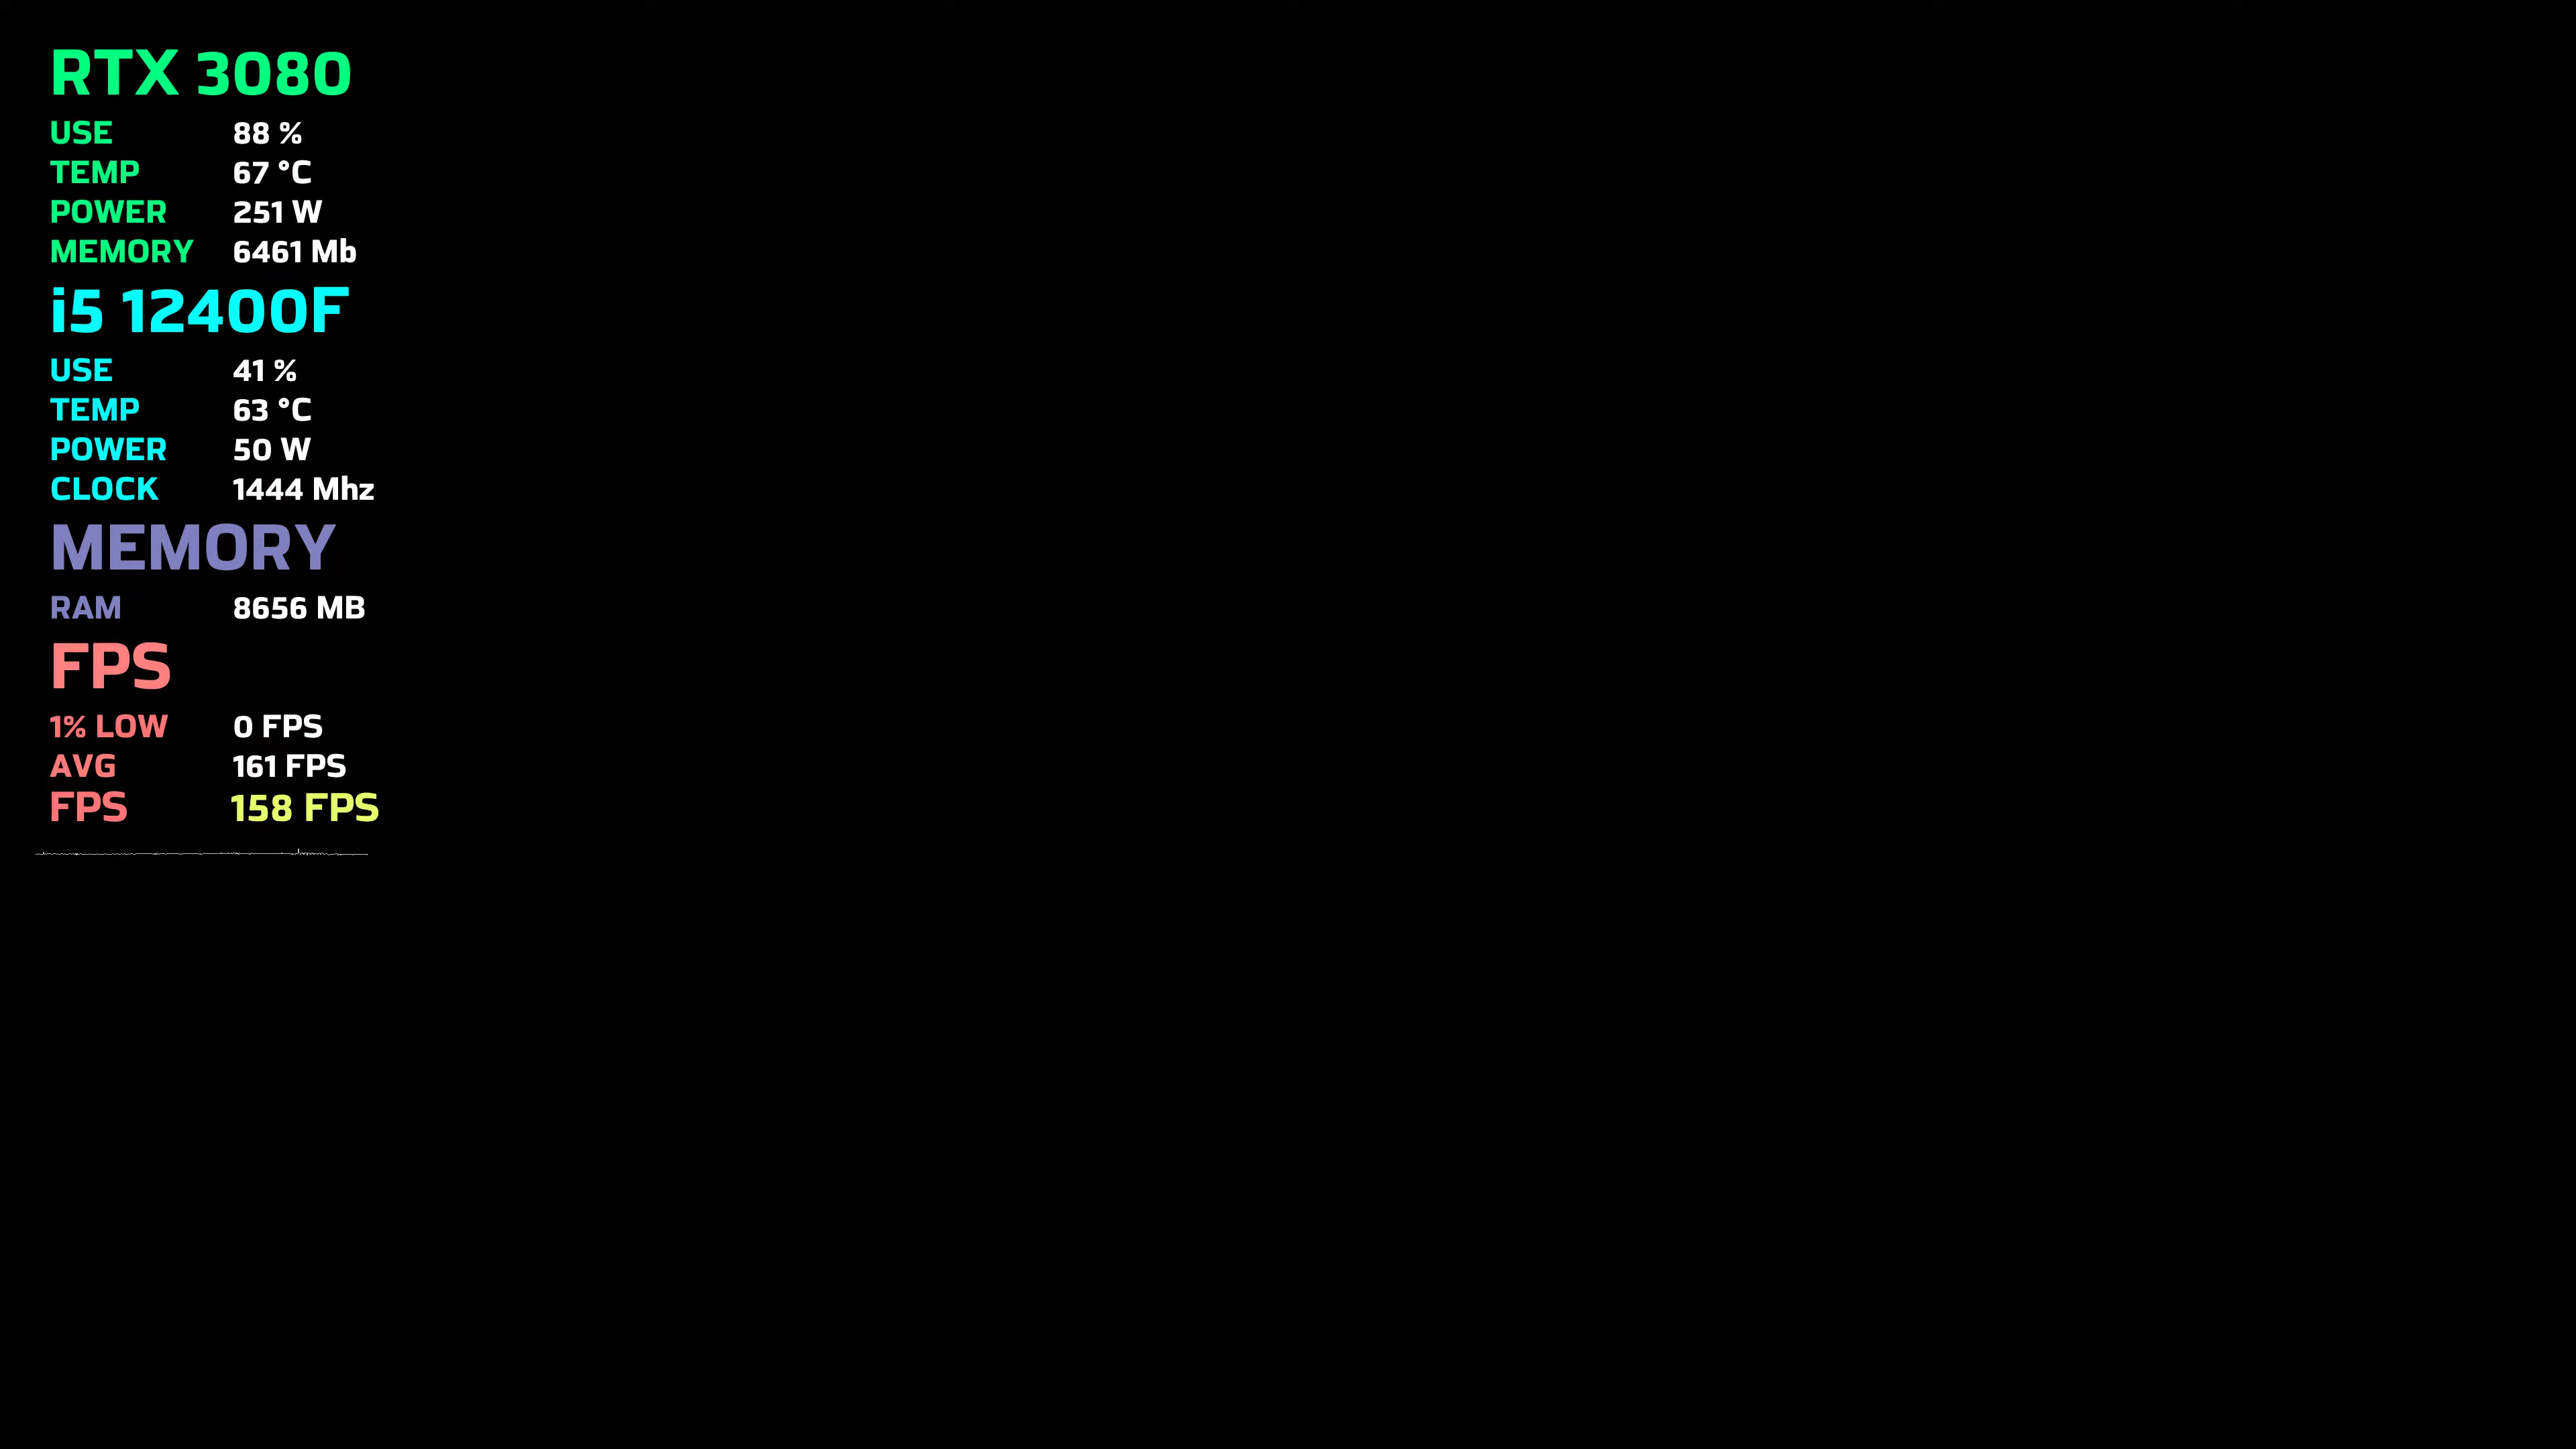 RTX 3080
USE 88 %
TEMP 67 °C
POWER 251 W
MEMORY 6461 Mb
i5 12400F
USE 41 %
TEMP 63 °C
POWER 50 W
CLOCK 1444 Mhz
MEMORY
RAM 8656 MB
FPS
1% LOW 0 FPS
AVG 161 FPS
FPS 158 FPS